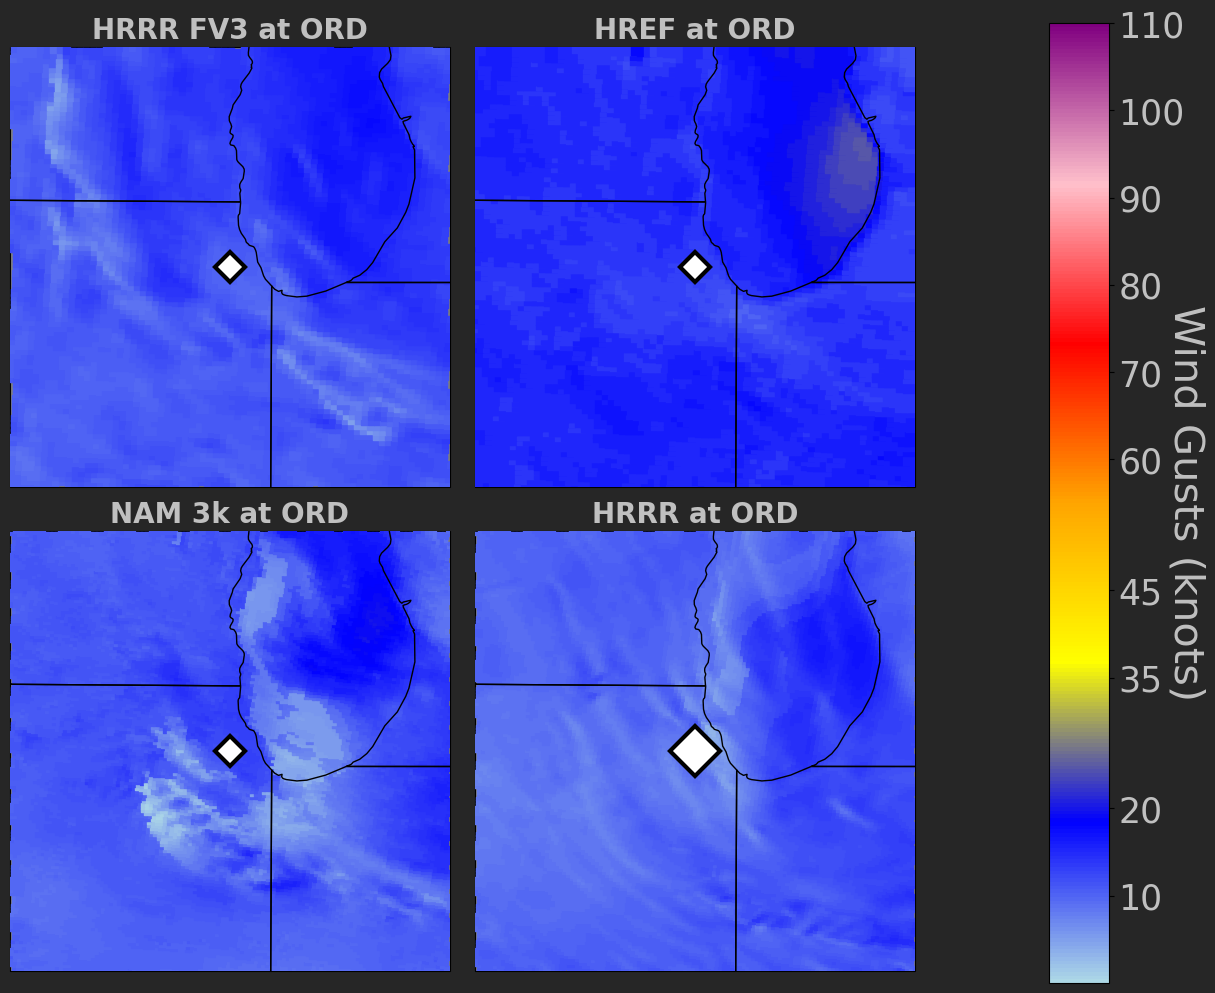 HRRR FV3 at ORD
HREF at ORD
NAM 3k at ORD
HRRR at ORD
110
100
90
80
70
60
45
35
20
10
Wind Gusts (knots)